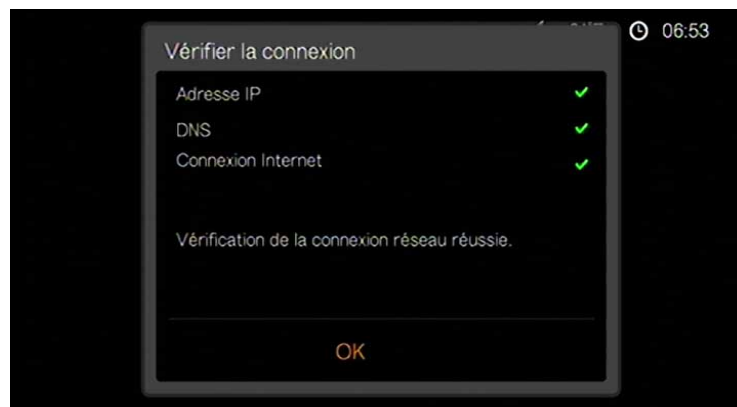 06:53
Vérifier la connexion
Adresse IP
DNS
Connexion Internet
Vérification de la connexion réseau réussie.
OK